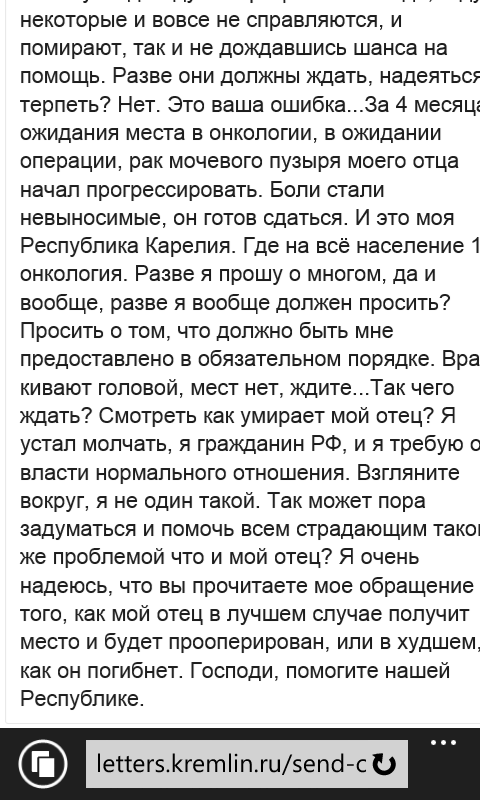 некоторые и вовсе не справляются, и
помирают, так и не дождавшись шанса на
помощь. Разве они должны ждать, надеяться
терпеть? Нет. Это ваша ошибка...За 4 месяца
ожидания места в онкологии, в ожидании
операции, рак мочевого пузыря моего отца
начал прогрессировать. Боли стали
невыносимые, он готов сдаться. И это моя
Республика Карелия. Где на всё население 1
онкология. Разве я прошу о многом, да и
вообще, разве я вообще должен просить?
Просить о том, что должно быть мне
предоставлено в обязательном порядке. Вра
кивают головой, мест нет, ждите...Так чего
ждать? Смотреть как умирает мой отец? Я
устал молчать, я гражданин РФ, и я требую о
власти нормального отношения. Взгляните
вокруг, я не один такой. Так может пора
задуматься и помочь всем страдающим тако
же проблемой что и мой отец? Я очень
надеюсь, что вы прочитаете мое обращение
того, как мой отец в лучшем случае получит
место и будет прооперирован, или в худшем,
как он погибнет. Господи, помогите нашей
Республике.
letters.kremlin.ru/send-c